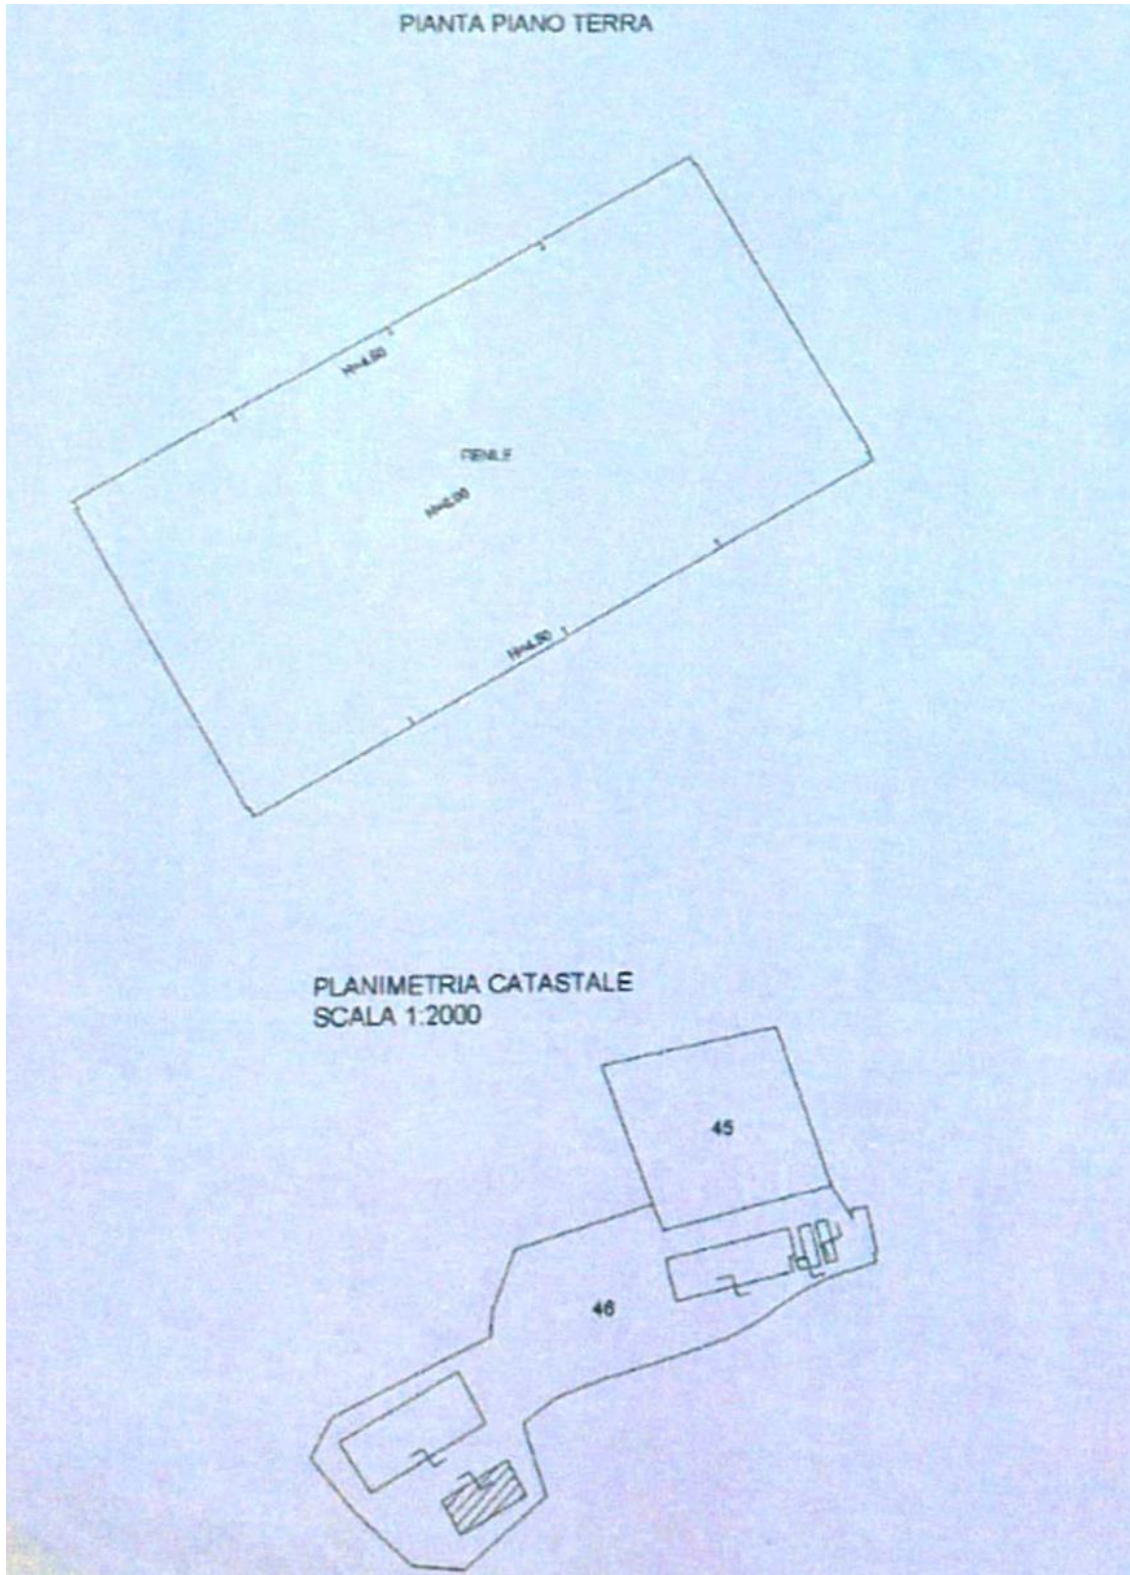 PIANTA PIANO TERRA
H=4.50
FIENILE
H=6.00
H=4.50
PLANIMETRIA CATASTALE
SCALA 1:2000
45
46